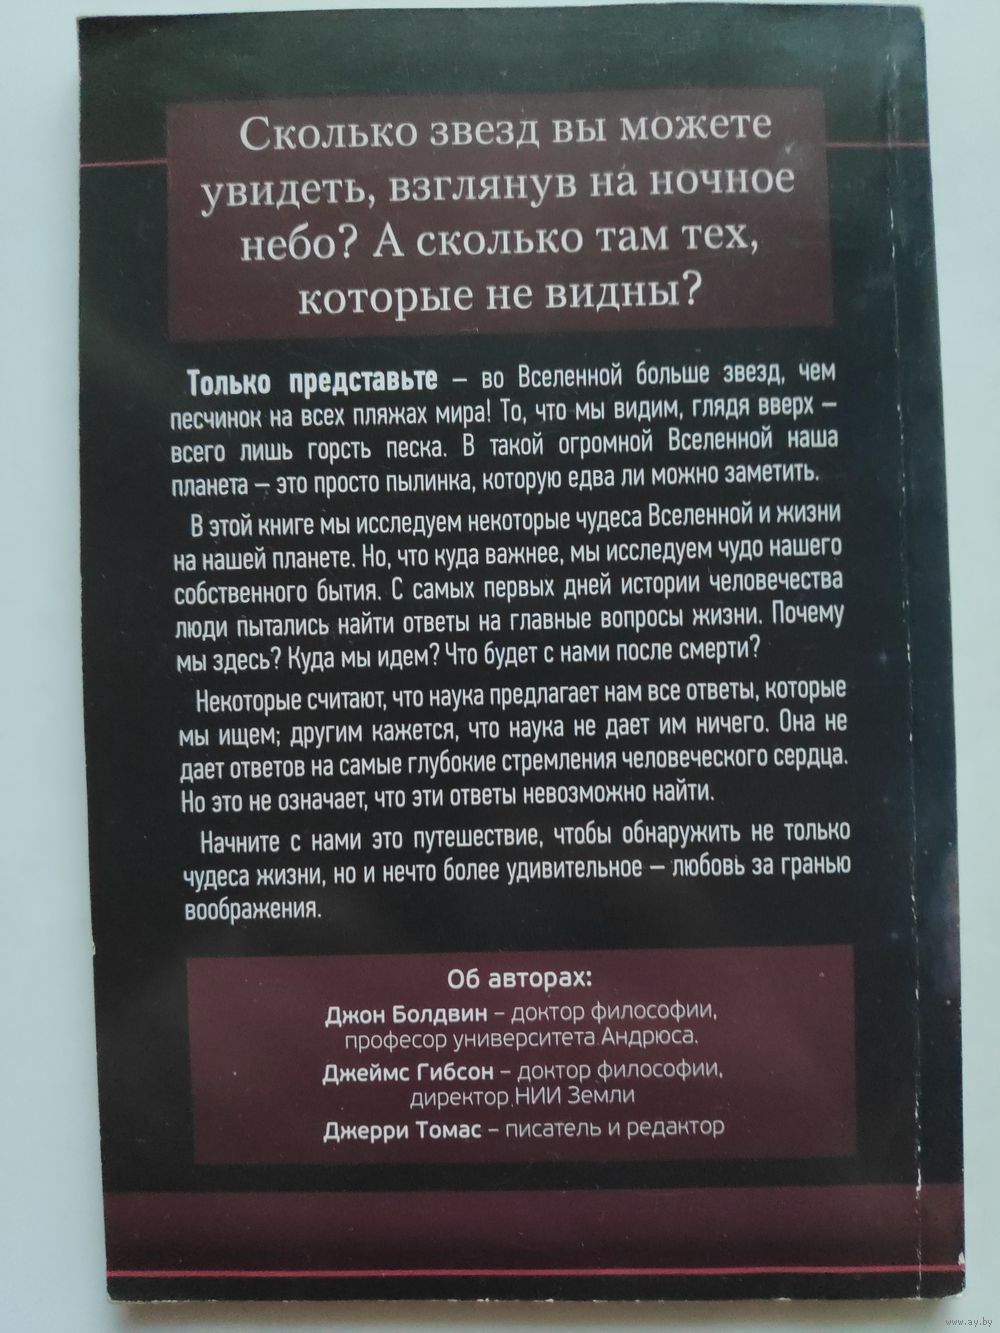 Сколько звезд вы можете
увидеть, взглянув на ночное
небо? А сколько там тех,
которые не видны?
Только представьте – во Вселенной больше звезд, чем
песчинок на всех пляжах мира! То, что мы видим, глядя вверх –
всего лишь горсть песка. В такой огромной Вселенной наша
планета – это просто пылинка, которую едва ли можно заметить.
В этой книге мы исследуем некоторые чудеса Вселенной и жизни
на нашей планете. Но, что куда важнее, мы исследуем чудо нашего
собственного бытия. С самых первых дней истории человечества
люди пытались найти ответы на главные вопросы жизни. Почему
мы здесь? Куда мы идем? Что будет с нами после смерти?
Некоторые считают, что наука предлагает нам все ответы, которые
мы ищем; другим кажется, что наука не дает им ничего. Она не
дает ответов на самые глубокие стремления человеческого сердца.
Но это не означает, что эти ответы невозможно найти.
Начните с нами это путешествие, чтобы обнаружить не только
чудеса жизни, но и нечто более удивительное – любовь за гранью
воображения.
Об авторах:
Джон Болдвин – доктор философии,
професор университета Андрюса.
Джеймс Гибсон – доктор философии,
директор НИИ Земли
Джерри Томас – писатель и редактор
www.ay.by